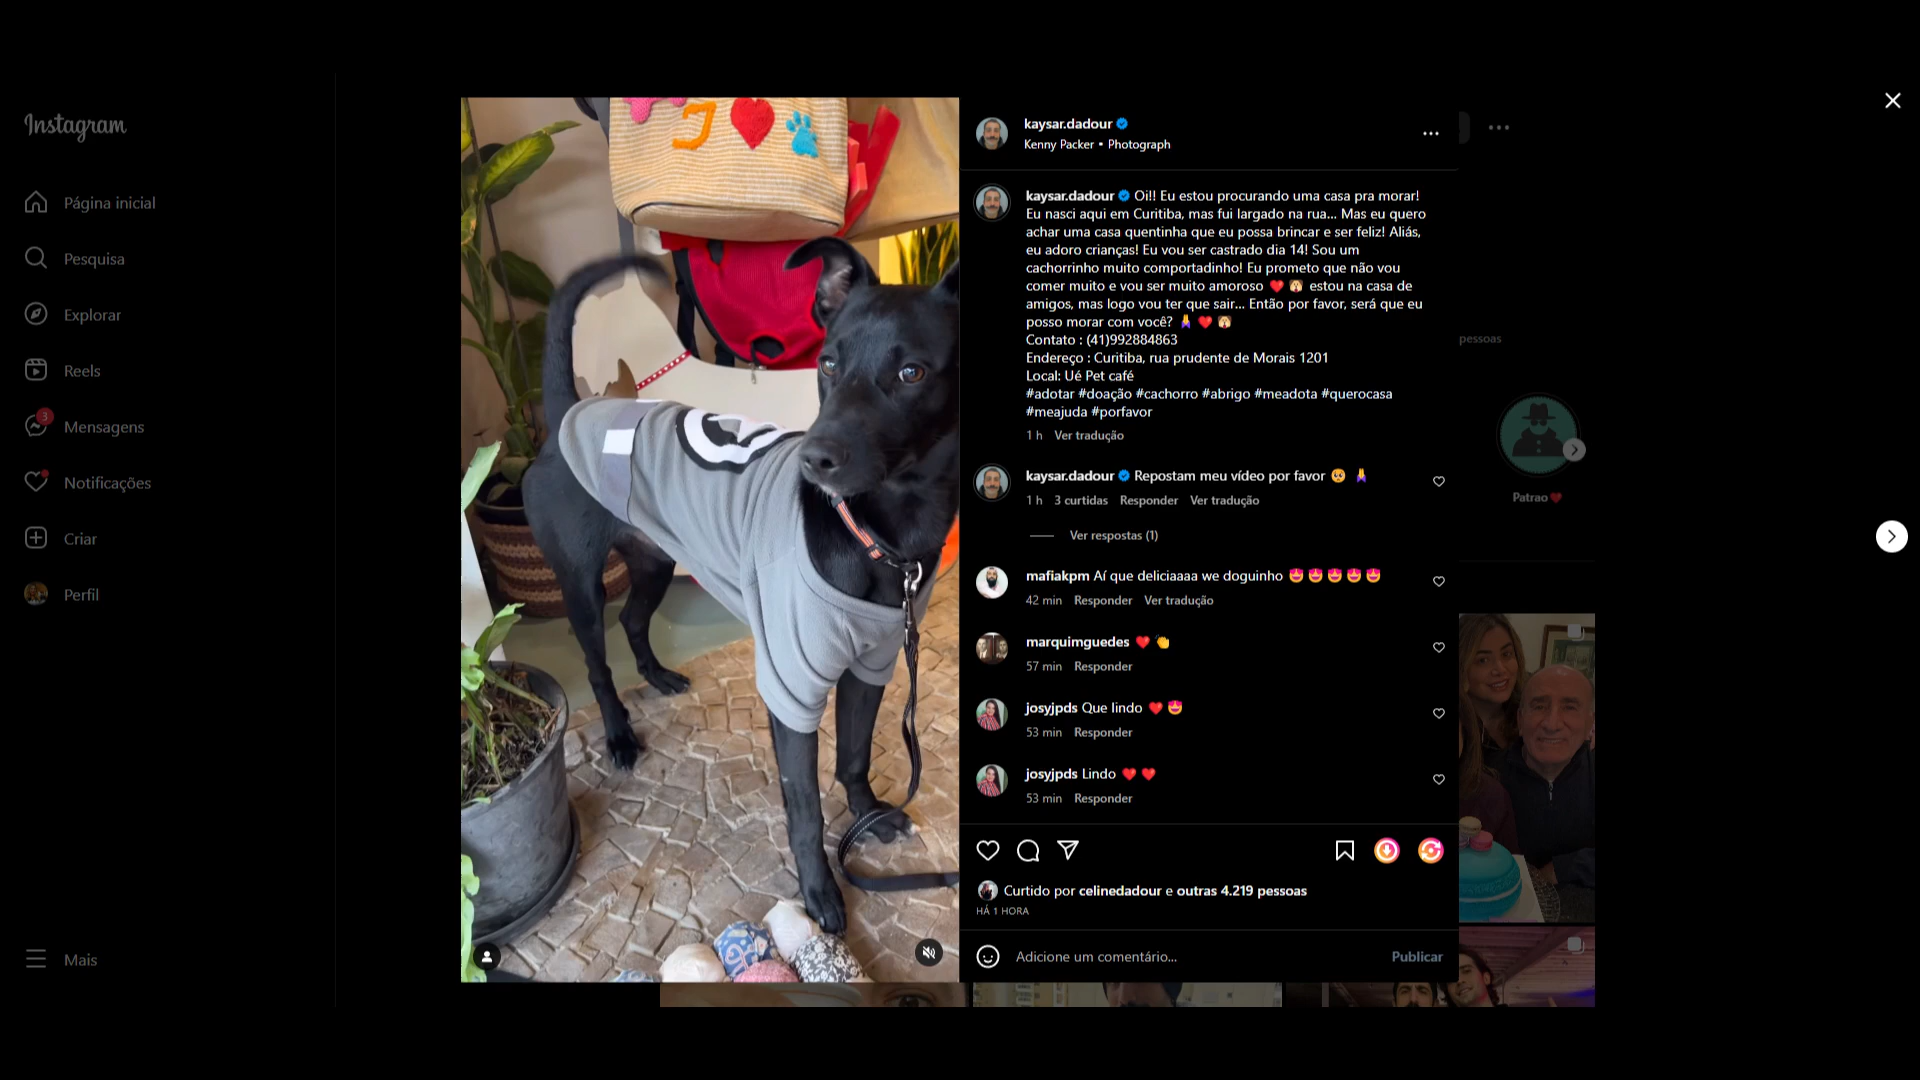 Instagram
Página inicial
Pesquisa
Explorar
Reels
3
Mensagens
Notificações
Criar
Perfil
Mais
J
kaysar.dadour
Kenny Packer • Photograph
kaysar.dadour Oi!! Eu estou procurando uma casa pra morar!
Eu nasci aqui em Curitiba, mas fui largado na rua... Mas eu quero
achar uma casa quentinha que eu possa brincar e ser feliz! Aliás,
eu adoro crianças! Eu vou ser castrado dia 14! Sou um
cachorrinho muito comportadinho! Eu prometo que não vou
comer muito e vou ser muito amoroso ❤️ 🙈 estou na casa de
amigos, mas logo vou ter que sair... Então por favor, será que eu
posso morar com você? 🙏 ❤️ 🙈
Contato : (41)992884863
Endereço : Curitiba, rua prudente de Morais 1201
Local: Ué Pet café
#adotar #doação #cachorro #abrigo #meadota #querocasa
#meajuda #porfavor
1 h Ver tradução
kaysar.dadour Repostam meu vídeo por favor 🥺 🙏
1 h 3 curtidas Responder Ver tradução
Ver respostas (1)
mafiakpm Aí que deliciaaaa we doguinho 😍😍😍😍😍
42 min Responder Ver tradução
marquimguedes ❤️ 👏
57 min Responder
josyjpds Que lindo ❤️ 😍
53 min Responder
josyjpds Lindo ❤️ ❤️
53 min Responder
Curtido por celinedadour e outras 4.219 pessoas
HÁ 1 HORA
Adicione um comentário...
Publicar
pessoas
Patrao❤️